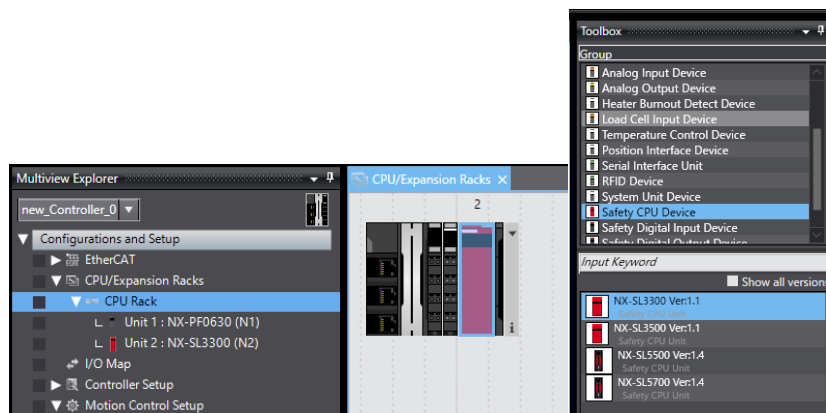 Multiview Explorer
new_Controller_0
Configurations and Setup
EtherCAT
CPU/Expansion Racks
CPU Rack
Unit 1 : NX-PF0630 (N1)
Unit 2 : NX-SL3300 (N2)
I/O Map
Controller Setup
Motion Control Setup
CPU/Expansion Racks
2
Toolbox
Group
Analog Input Device
Analog Output Device
Heater Burnout Detect Device
Load Cell Input Device
Temperature Control Device
Position Interface Device
Serial Interface Unit
RFID Device
System Unit Device
Safety CPU Device
Safety Digital Input Device
Safety Digital Output Device
Input Keyword
Show all versions
NX-SL3300 Ver:1.1
Safety CPU Unit
NX-SL3500 Ver:1.1
Safety CPU Unit
NX-SL5500 Ver:1.4
Safety CPU Unit
NX-SL5700 Ver:1.4
Safety CPU Unit